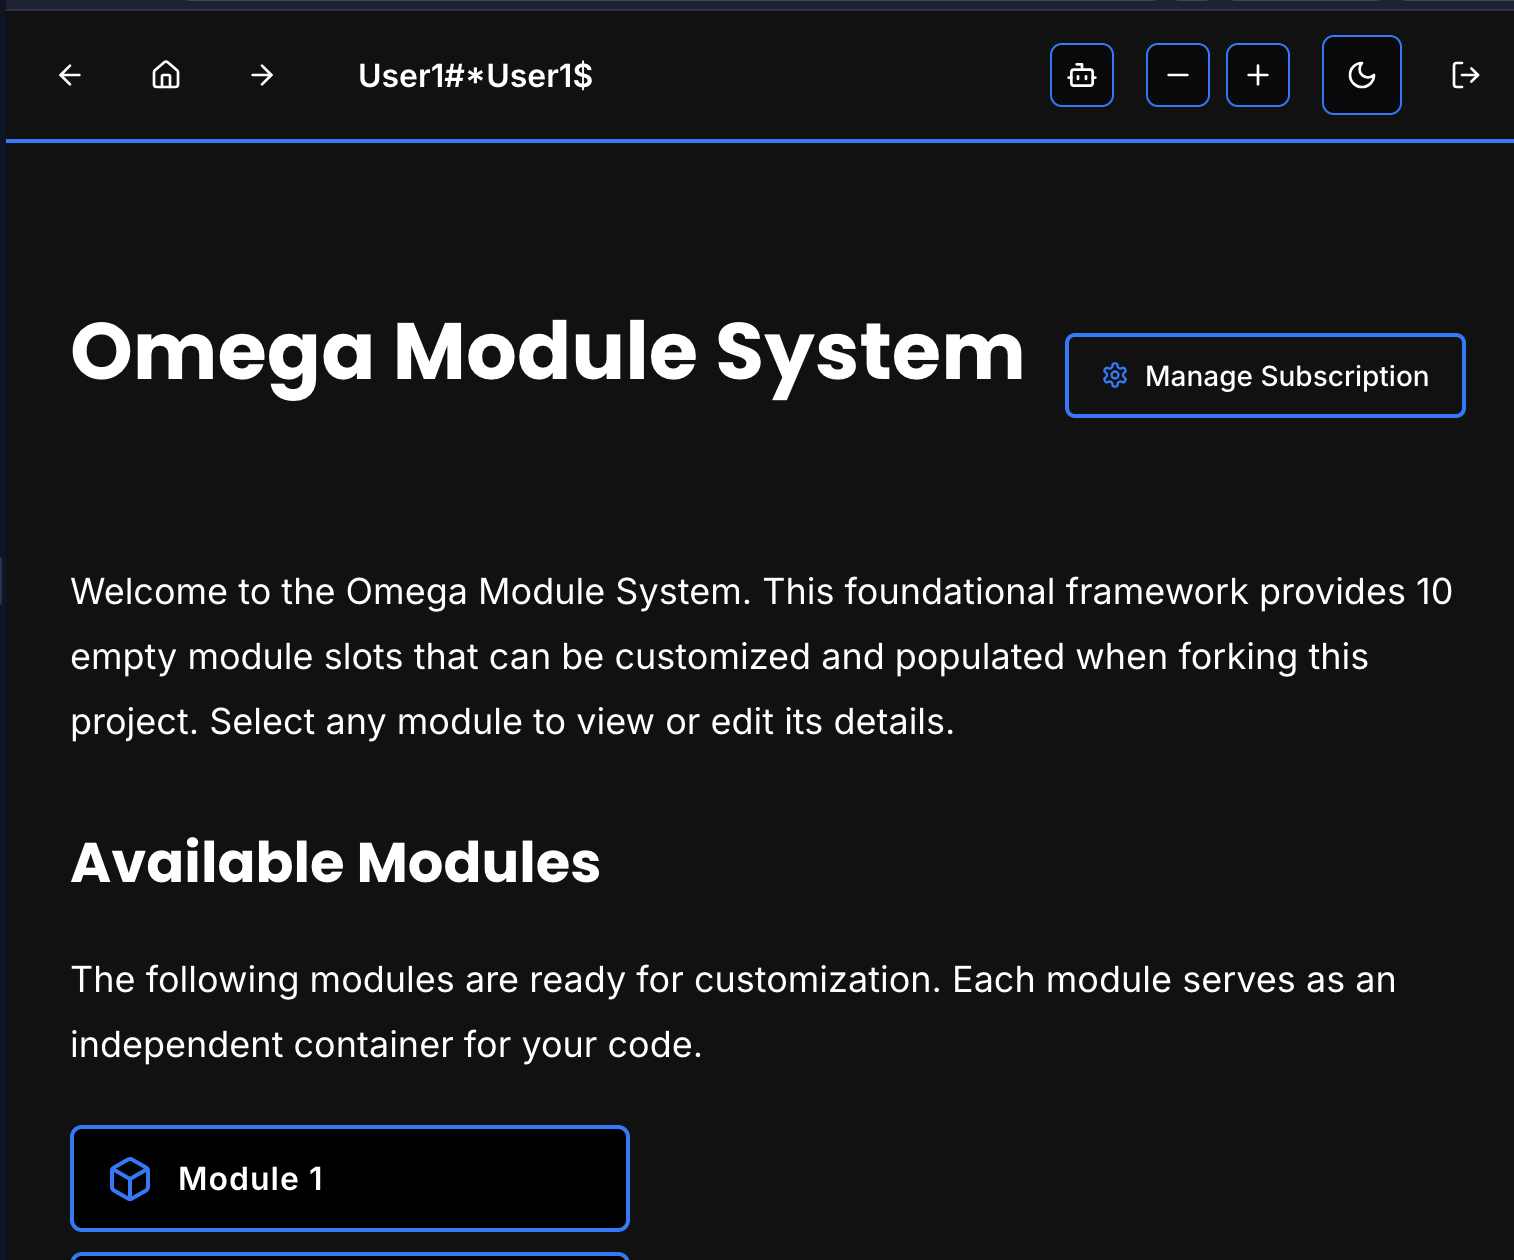 User1#*User1$
Omega Module System
Manage Subscription
Welcome to the Omega Module System. This foundational framework provides 10
empty module slots that can be customized and populated when forking this
project. Select any module to view or edit its details.
Available Modules
The following modules are ready for customization. Each module serves as an
independent container for your code.
Module 1